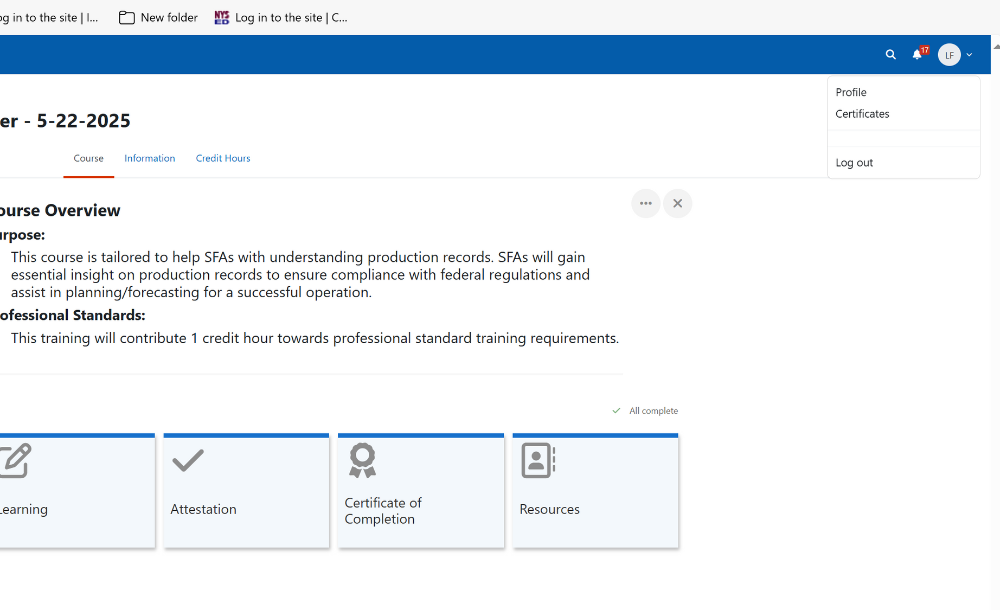 og in to the site | I...
New folder
NYS
ED
Log in to the site | C...
17
LF
Profile
Certificates
Log out
er - 5-22-2025
Course
Information
Credit Hours
ourse Overview
urpose:
This course is tailored to help SFAs with understanding production records. SFAs will gain
essential insight on production records to ensure compliance with federal regulations and
assist in planning/forecasting for a successful operation.
ofessional Standards:
This training will contribute 1 credit hour towards professional standard training requirements.
All complete
Learning
Attestation
Certificate of
Completion
Resources